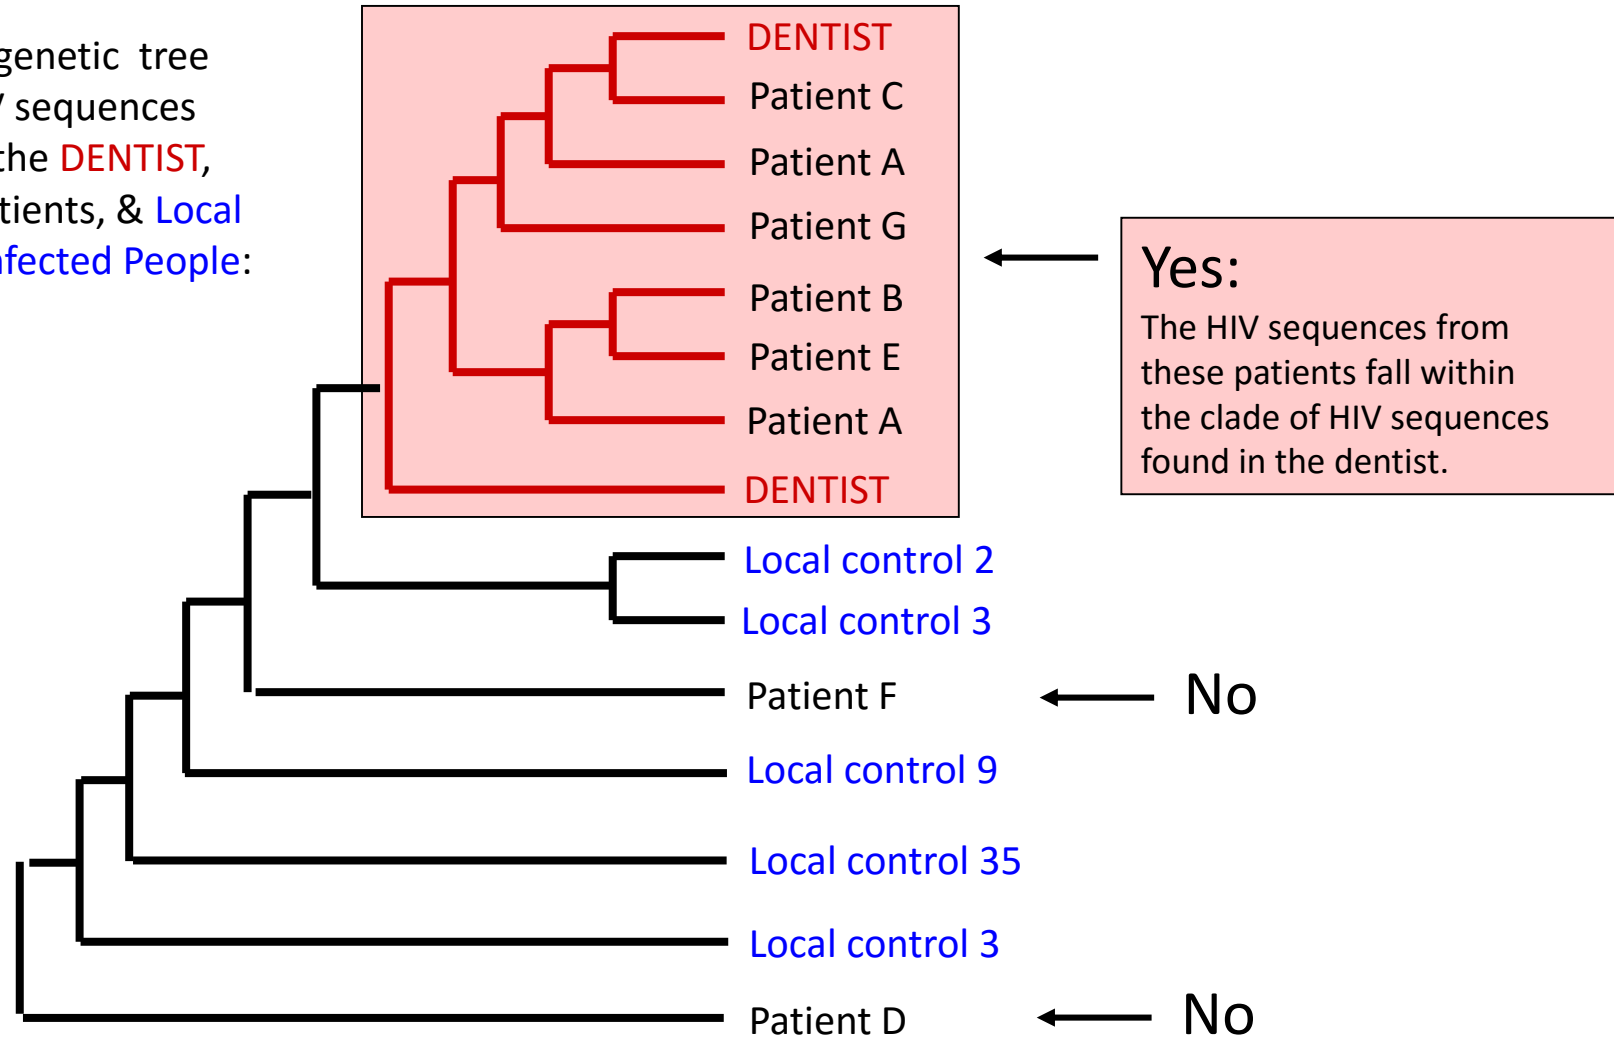 genetic tree
sequences
the DENTIST,
tients, & Local
nfected People:
DENTIST
Patient C
Patient A
Patient G
Patient B
Patient E
Patient A
DENTIST
Yes:
The HIV sequences from
these patients fall within
the clade of HIV sequences
found in the dentist.
Local control 2
Local control 3
Patient F
No
Local control 9
Local control 35
Local control 3
Patient D
No